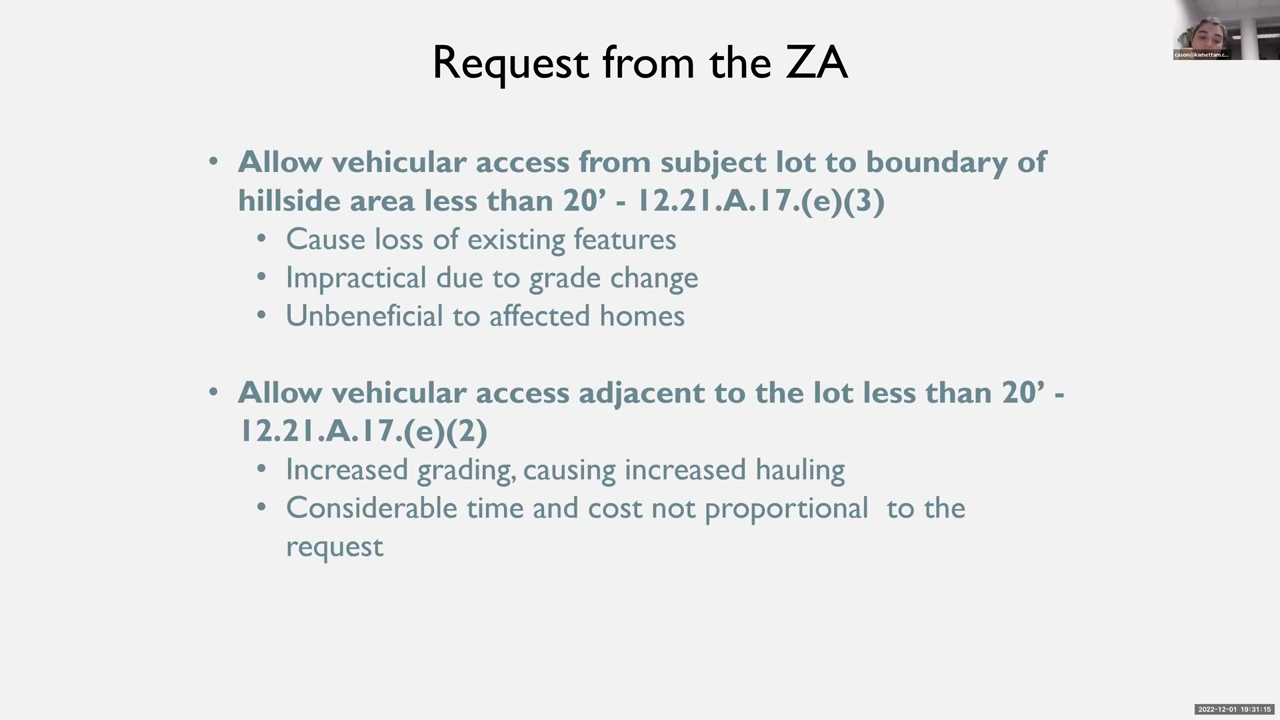 Request from the ZA
• Allow vehicular access from subject lot to boundary of
hillside area less than 20’ - 12.21.A.17.(e)(3)
• Cause loss of existing features
• Impractical due to grade change
• Unbeneficial to affected homes
• Allow vehicular access adjacent to the lot less than 20’ -
12.21.A.17.(e)(2)
• Increased grading, causing increased hauling
• Considerable time and cost not proportional to the
request
2022-12-01 19:31:15